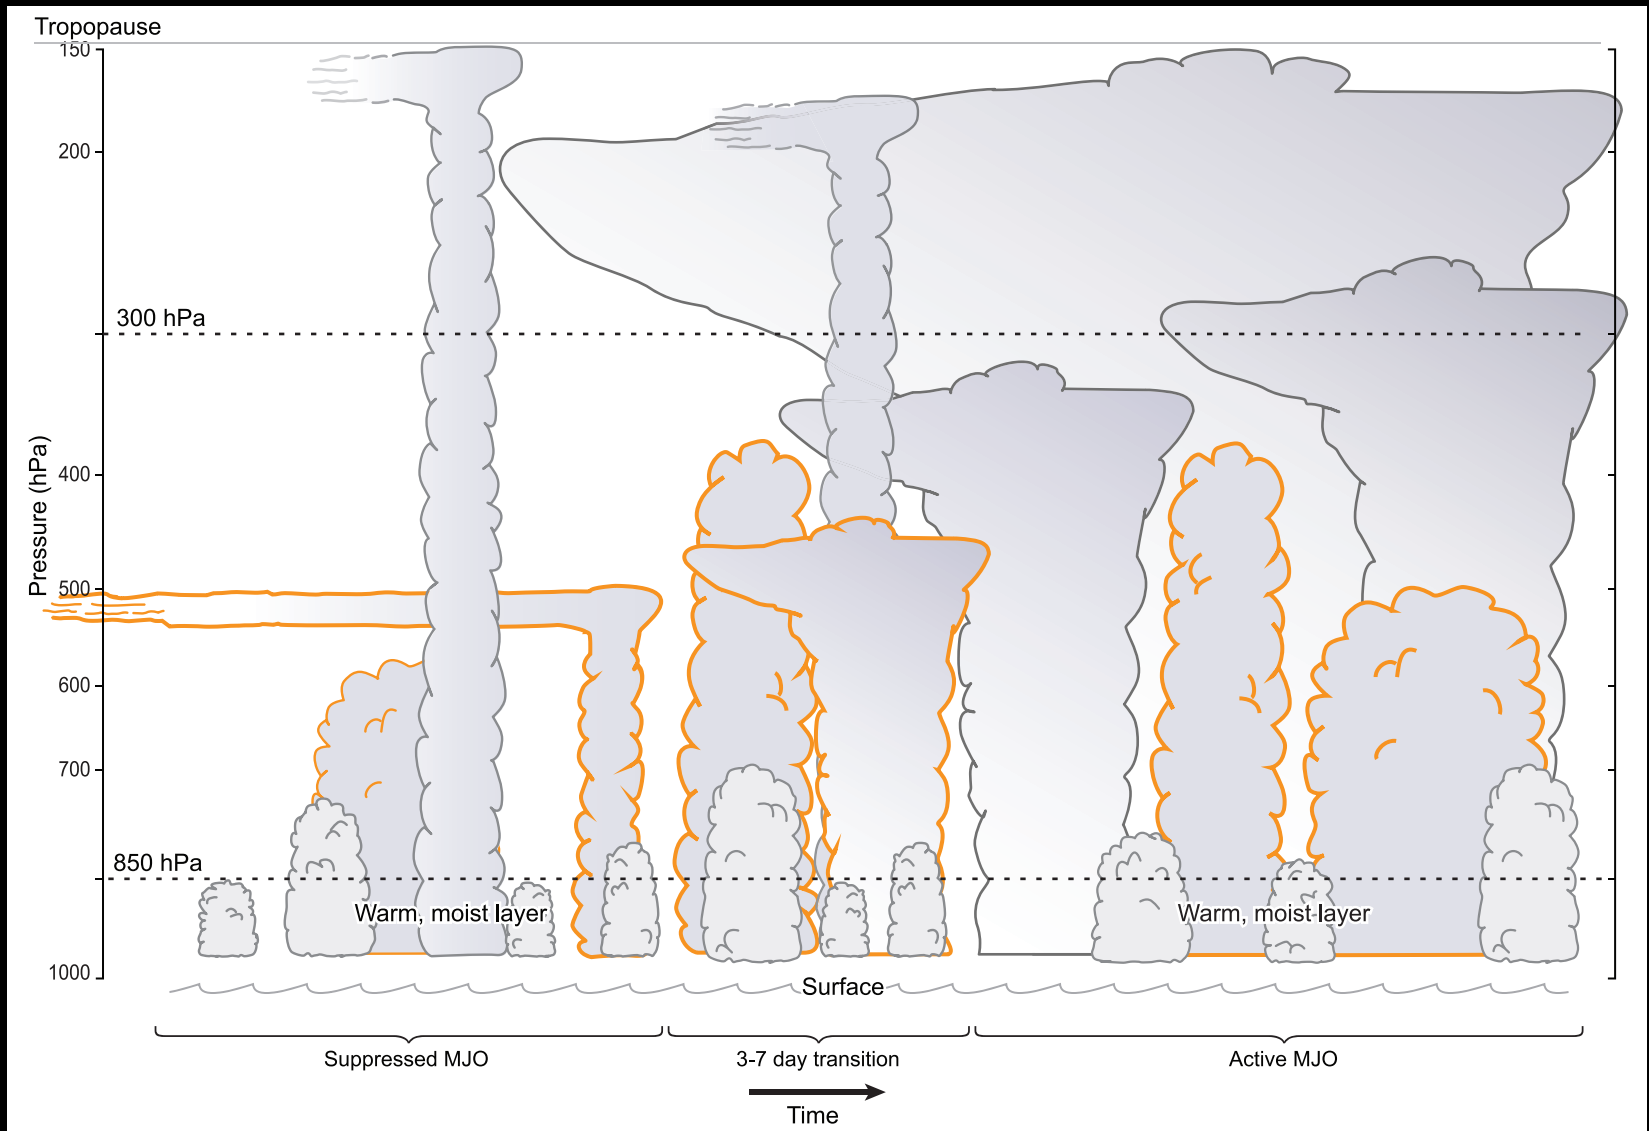 Tropopause
150
200
300 hPa
400
Pressure (hPa)
500
600
700
850 hPa
Warm, moist layer
Warm, moist layer
1000
Surface
Suppressed MJO
3-7 day transition
Active MJO
Time